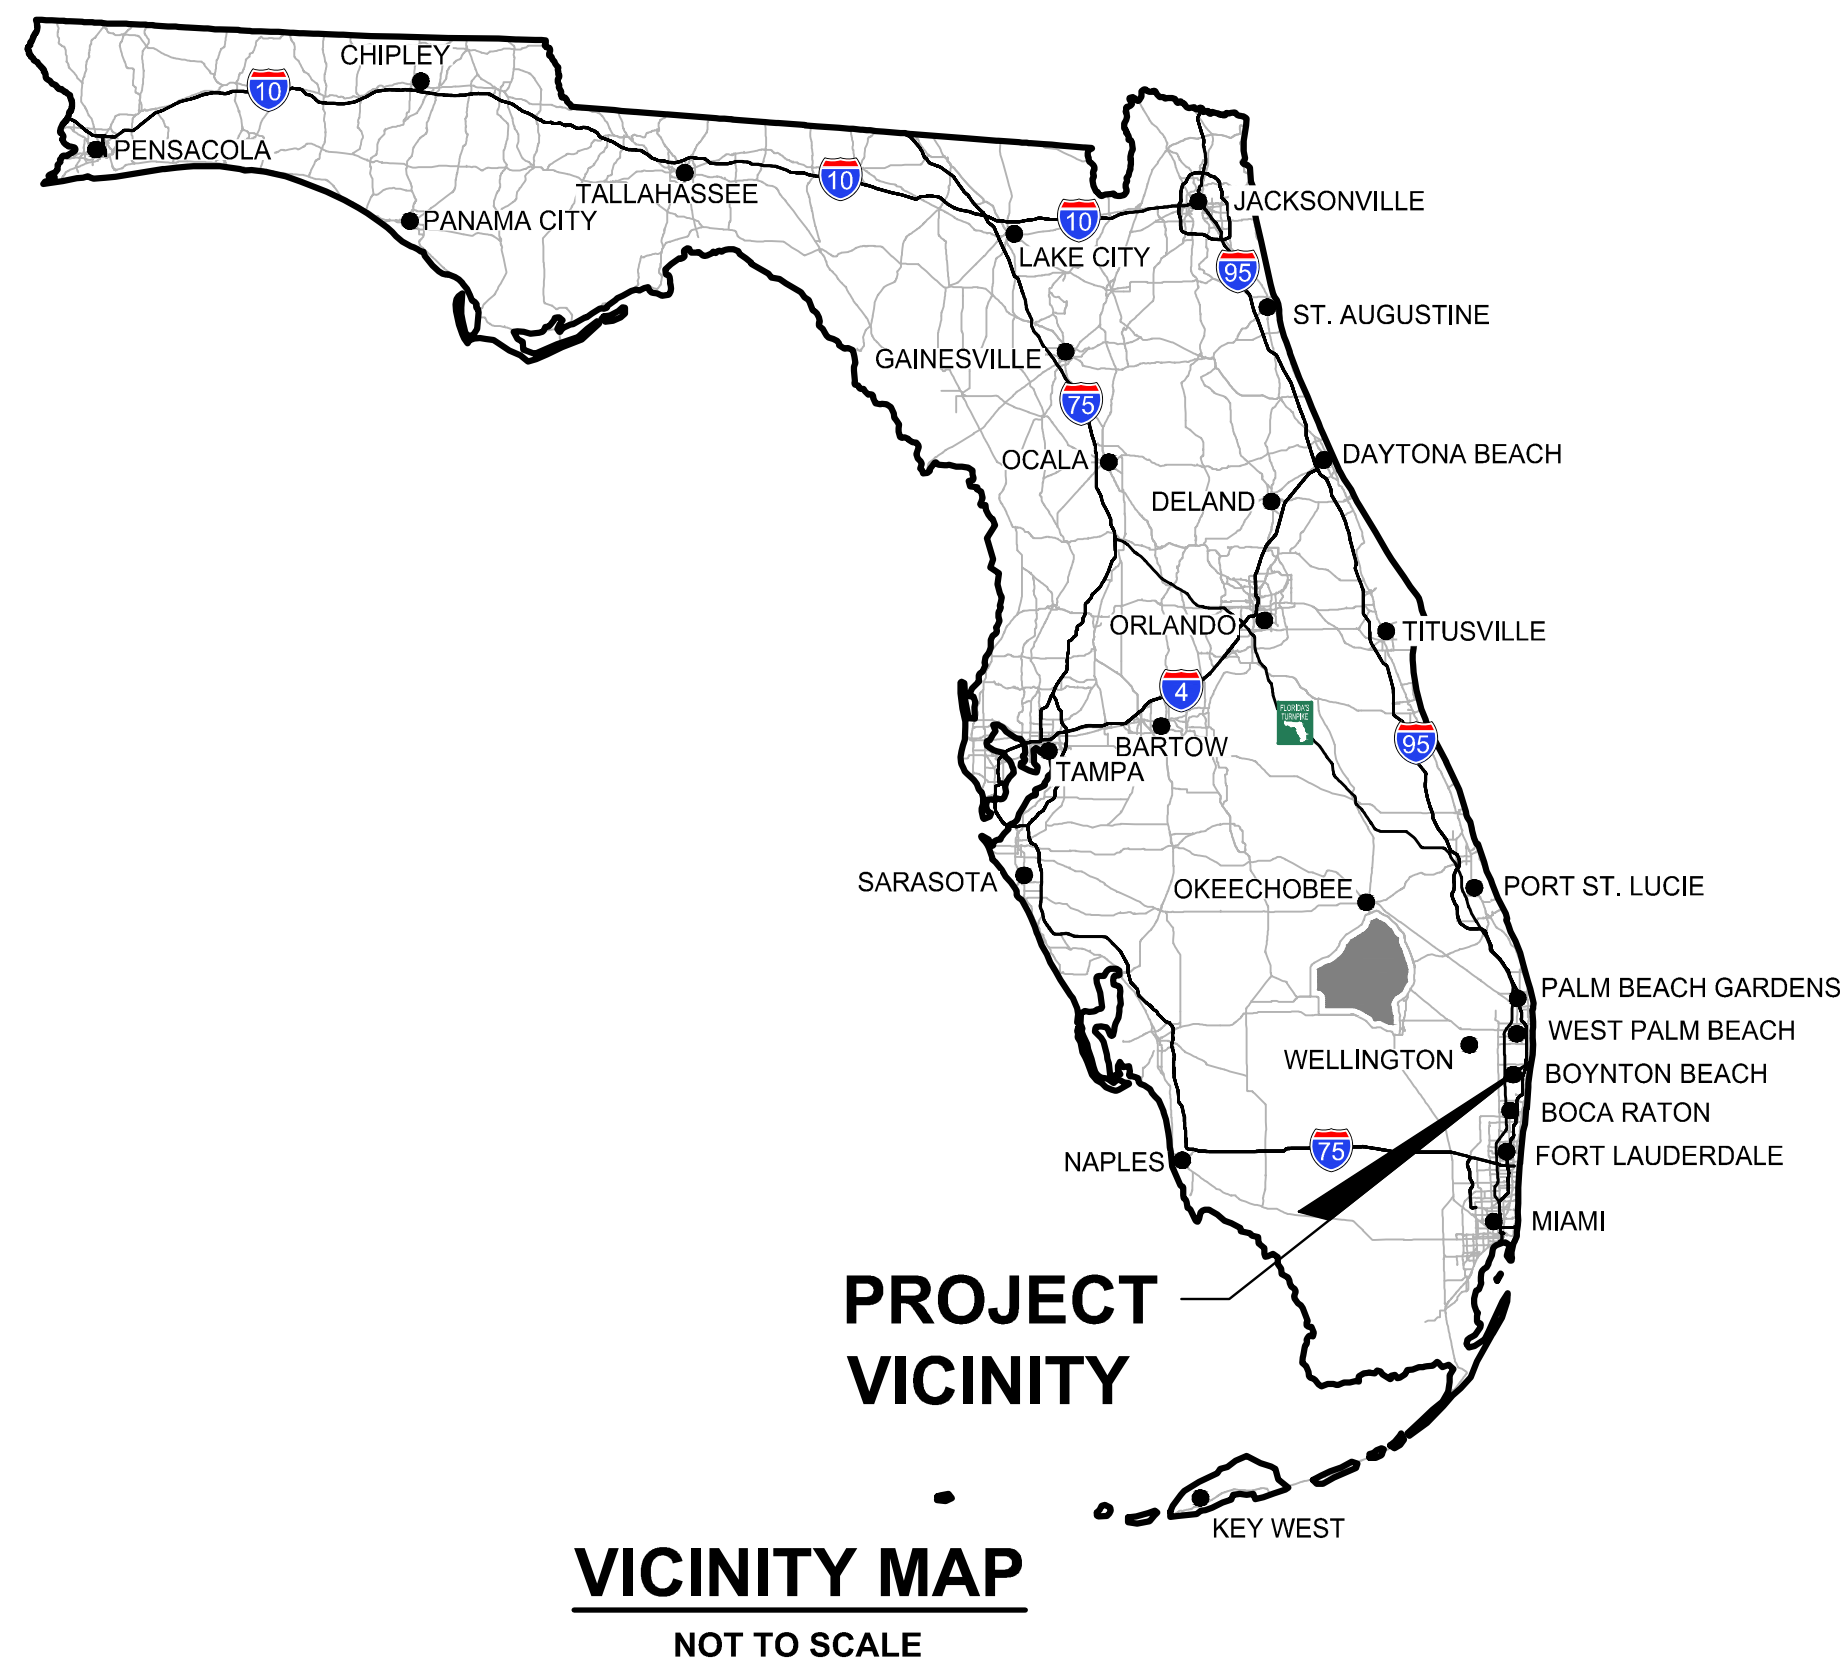 CHIPLEY
10
PENSACOLA
TALLAHASSEE
10
PANAMA CITY
10
JACKSONVILLE
LAKE CITY
95
ST. AUGUSTINE
GAINESVILLE
75
OCALA
DAYTONA BEACH
DELAND
ORLANDO
TITUSVILLE
4
FLORIDA'S
TURNPIKE
95
BARTOW
TAMPA
SARASOTA
OKEECHOBEE
PORT ST. LUCIE
PALM BEACH GARDENS
WEST PALM BEACH
WELLINGTON
BOYNTON BEACH
BOCA RATON
75
NAPLES
FORT LAUDERDALE
MIAMI
PROJECT
VICINITY
KEY WEST
VICINITY MAP
NOT TO SCALE